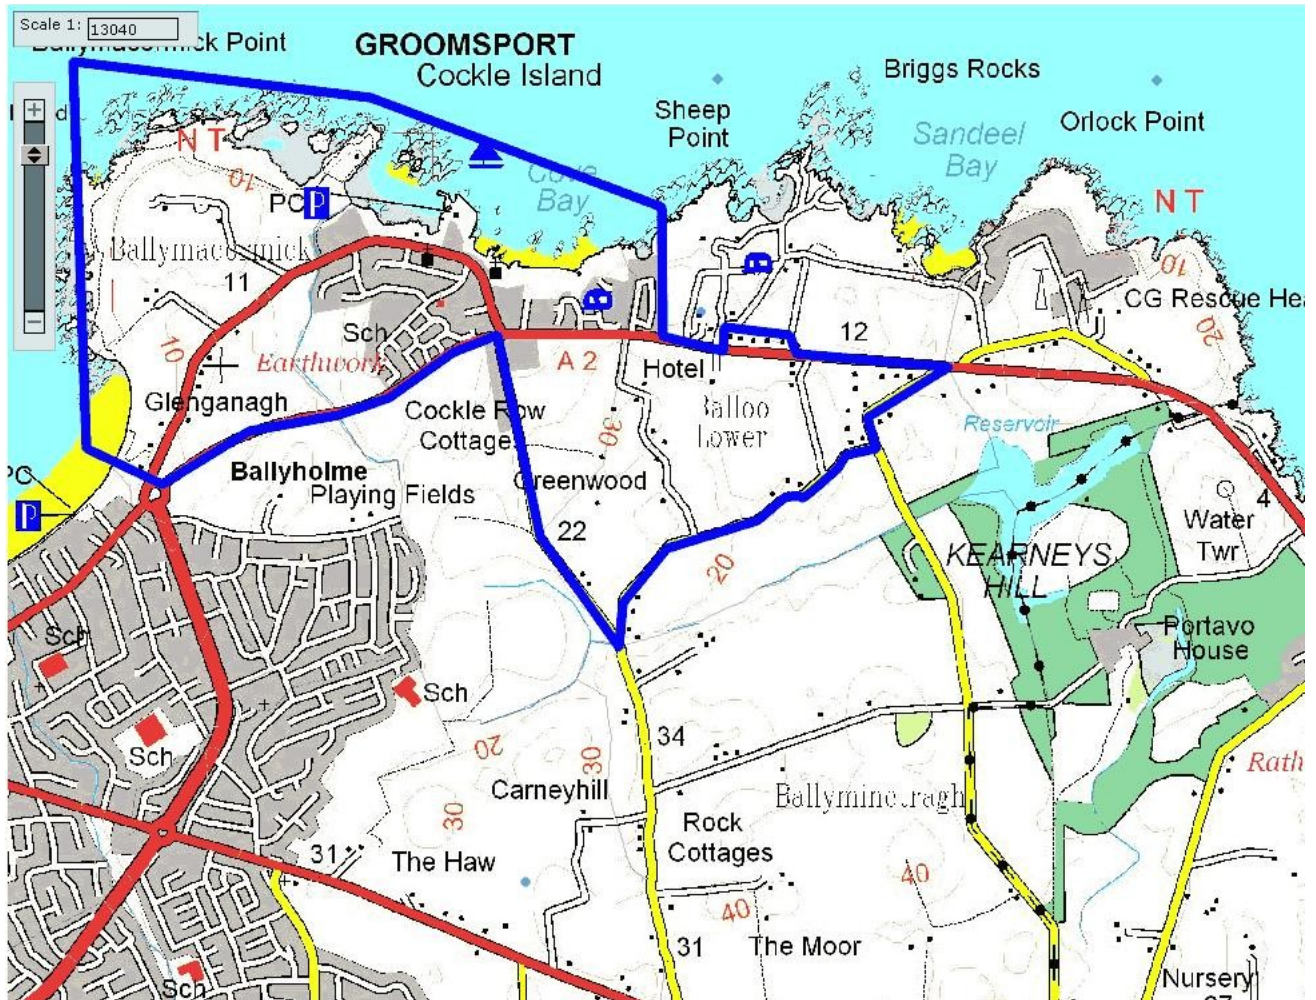 Scale 1: 13040
Ballymacormick Point
GROOMSPORT
Cockle Island
Briggs Rocks
Sheep
Point
Orlock Point
Sandeel
Bay
N T
10
Cove
Bay
PC P
N T
Ballymacormick
11
B
B
10
CG Rescue He
Sch
12
20
10
Earthwork
A 2
Hotel
Glenganagh
Cockle Row
Cottages
30
Balloo
Lower
Reservoir
Ballyholme
Playing Fields
Greenwood
PC
P
22
20
4
Water
Twr
KEARNEYS
HILL
Sch
Portavo
House
Sch
Sch
34
20
30
Rath
Carneyhill
Ballyminetragh
30
Rock
Cottages
31
The Haw
40
40
31
The Moor
Sch
Nursery